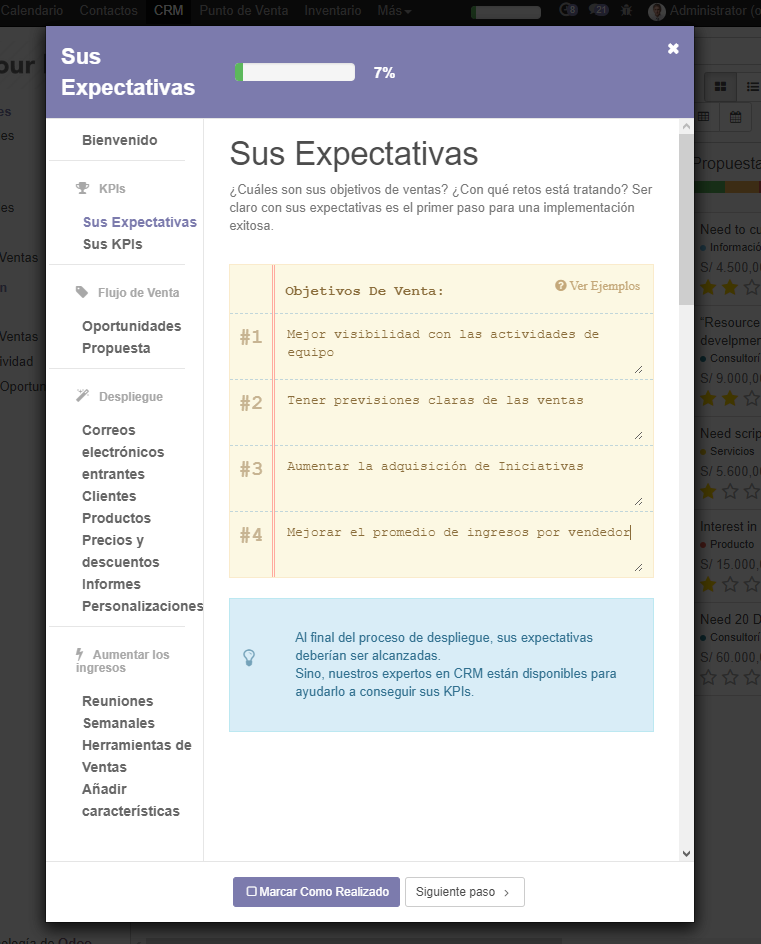 Calendario Contactos CRM Punto de Venta Inventario Más 8 21 Administrator (o
our
Sus
Expectativas
7%
es
es
es
Ventas
n
Ventas
ividad
Oportun
Bienvenido
KPIs
Sus Expectativas
Sus KPIs
Flujo de Venta
Oportunidades
Propuesta
Despliegue
Correos
electrónicos
entrantes
Clientes
Productos
Precios y
descuentos
Informes
Personalizaciones
Aumentar los
ingresos
Reuniones
Semanales
Herramientas de
Ventas
Añadir
características
Sus Expectativas
¿Cuáles son sus objetivos de ventas? ¿Con qué retos está tratando? Ser
claro con sus expectativas es el primer paso para una implementación
exitosa.
Objetivos De Venta:
Ver Ejemplos
#1 Mejor visibilidad con las actividades de
equipo
#2 Tener previsiones claras de las ventas
#3 Aumentar la adquisición de Iniciativas
#4 Mejorar el promedio de ingresos por vendedor
Al final del proceso de despliegue, sus expectativas
deberían ser alcanzadas.
Sino, nuestros expertos en CRM están disponibles para
ayudarlo a conseguir sus KPIs.
Marcar Como Realizado
Siguiente paso
Propuesta
Need to cu
Informació
S/ 4.500,0
"Resource
develpmer
Consultorí
S/ 9.000,0
Need scrip
Servicios
S/ 5.600,0
Interest in
Producto
S/ 15.000,
Need 20 D
Consultorí
S/ 60.000,
ología de Odoo